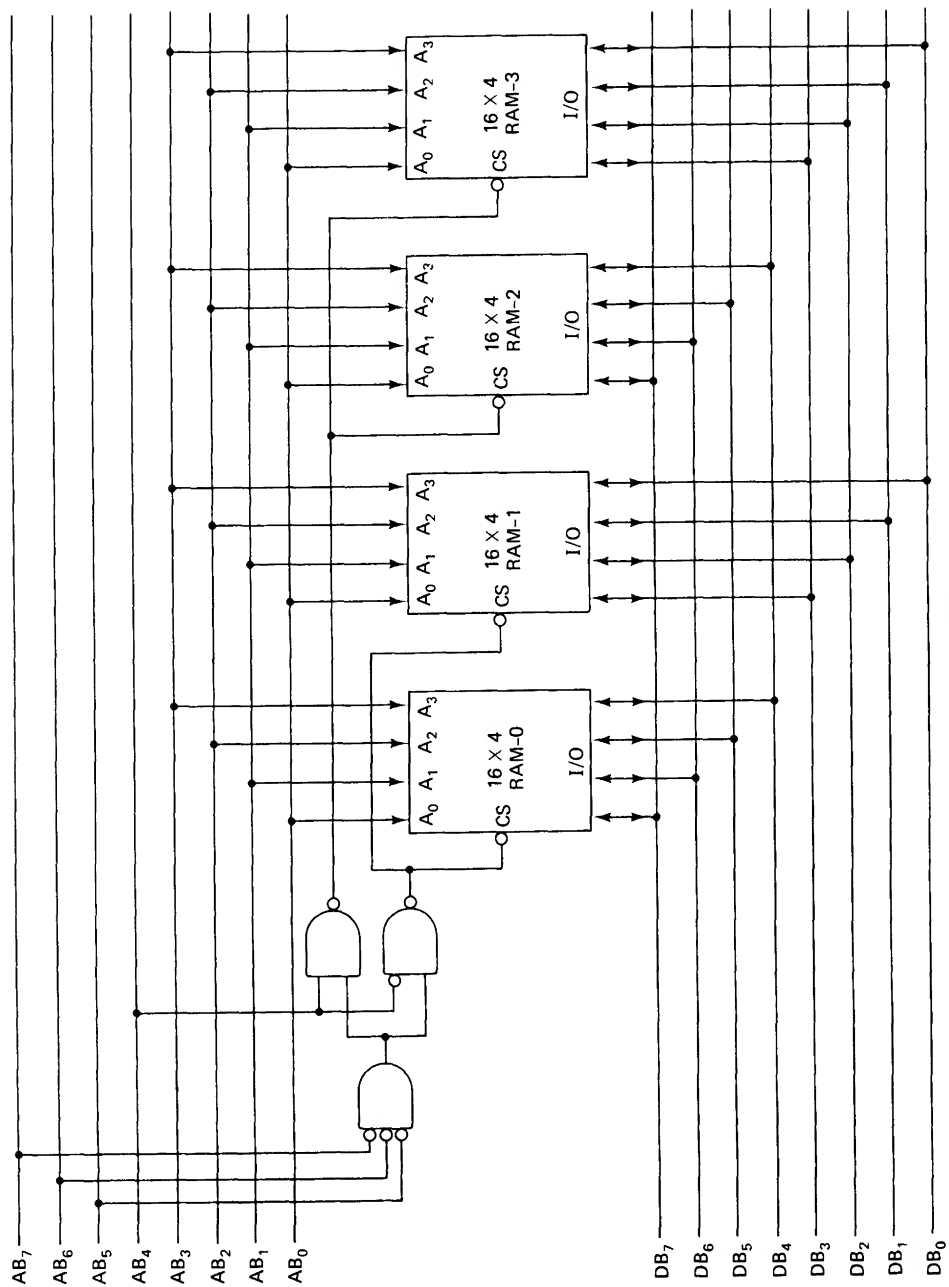 AB7
AB6
AB5
AB4
AB3
AB2
AB1
AB0
A0 A1 A2 A3
CS
16 X 4
RAM-0
I/O
A0 A1 A2 A3
CS
16 X 4
RAM-1
I/O
A0 A1 A2 A3
CS
16 X 4
RAM-2
I/O
A0 A1 A2 A3
CS
16 X 4
RAM-3
I/O
DB7
DB6
DB5
DB4
DB3
DB2
DB1
DB0